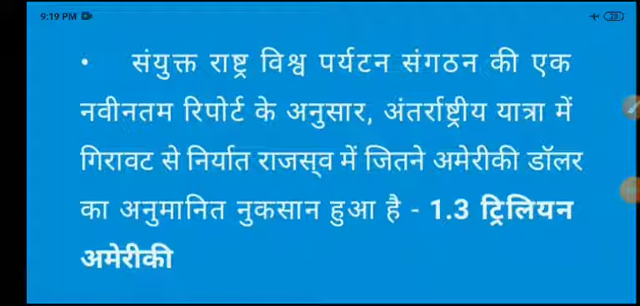 9:19 PM
29
• संयुक्त राष्ट्र विश्व पर्यटन संगठन की एक
नवीनतम रिपोर्ट के अनुसार, अंतर्राष्ट्रीय यात्रा में
गिरावट से निर्यात राजस्व में जितने अमेरीकी डॉलर
का अनुमानित नुकसान हुआ है - 1.3 ट्रिलियन
अमेरीकी